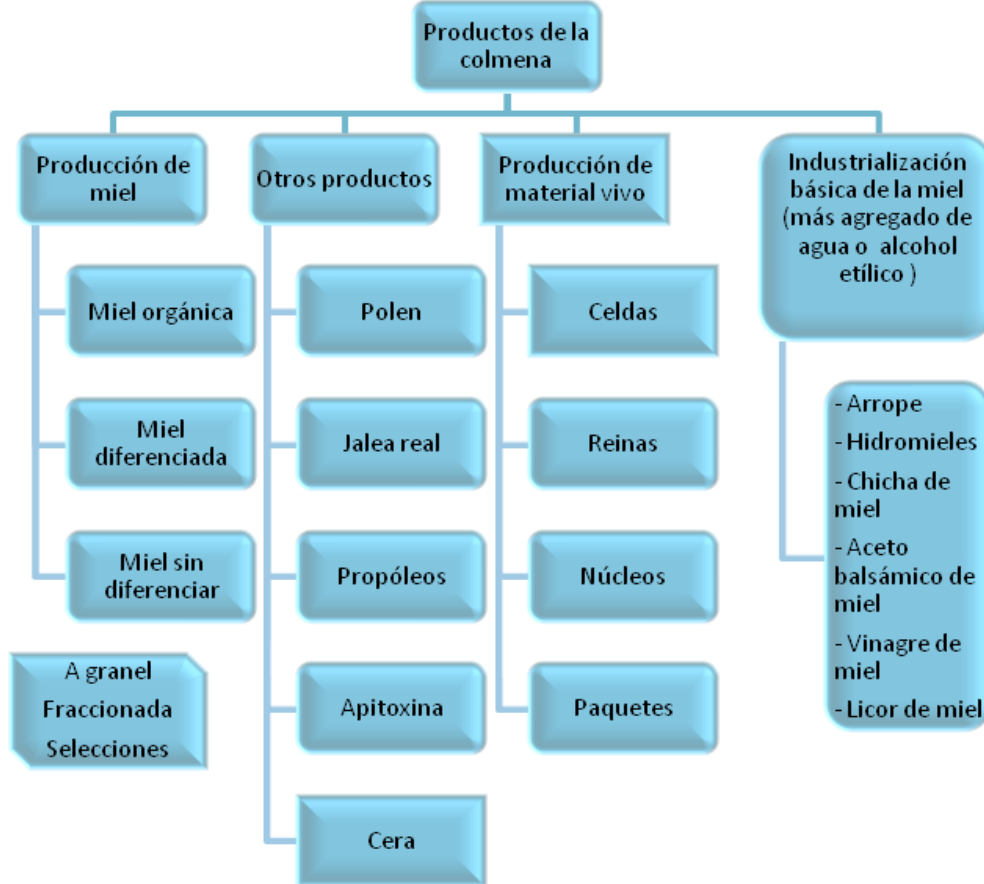 Productos de la
colmena
Producción de
miel
Otros productos
Producción de
material vivo
Industrialización
básica de la miel
(más agregado de
agua o alcohol
etílico )
Miel orgánica
Miel
diferenciada
Miel sin
diferenciar
A granel
Fraccionada
Selecciones
Polen
Jalea real
Propóleos
Apitoxina
Cera
Celdas
Reinas
Núcleos
Paquetes
- Arrope
- Hidromieles
- Chicha de
miel
- Aceto
balsámico de
miel
- Vinagre de
miel
- Licor de miel